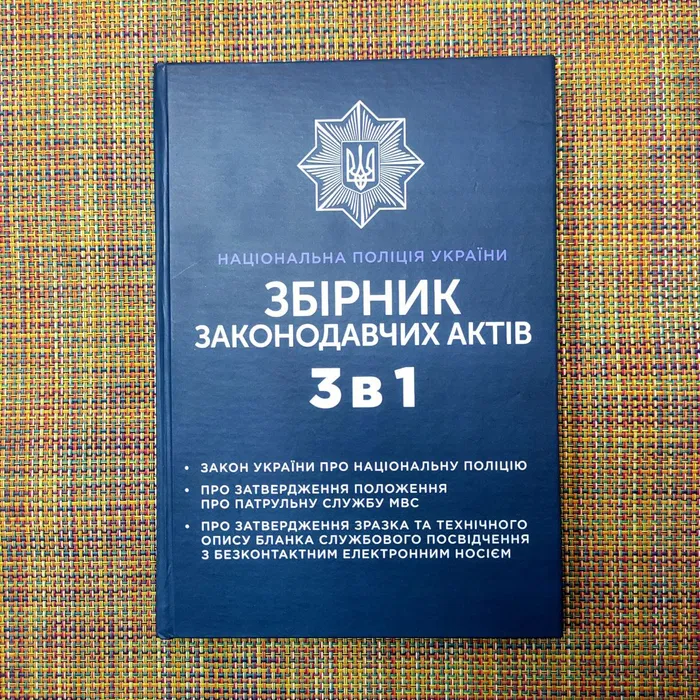 НАЦІОНАЛЬНА ПОЛІЦІЯ УКРАЇНИ
ЗБІРНИК
ЗАКОНОДАВЧИХ АКТІВ
3 в 1
• ЗАКОН УКРАЇНИ ПРО НАЦІОНАЛЬНУ ПОЛІЦІЮ
• ПРО ЗАТВЕРДЖЕННЯ ПОЛОЖЕННЯ
ПРО ПАТРУЛЬНУ СЛУЖБУ МВС
• ПРО ЗАТВЕРДЖЕННЯ ЗРАЗКА ТА ТЕХНІЧНОГО
ОПИСУ БЛАНКА СЛУЖБОВОГО ПОСВІДЧЕННЯ
З БЕЗКОНТАКТНИМ ЕЛЕКТРОННИМ НОСІЄМ